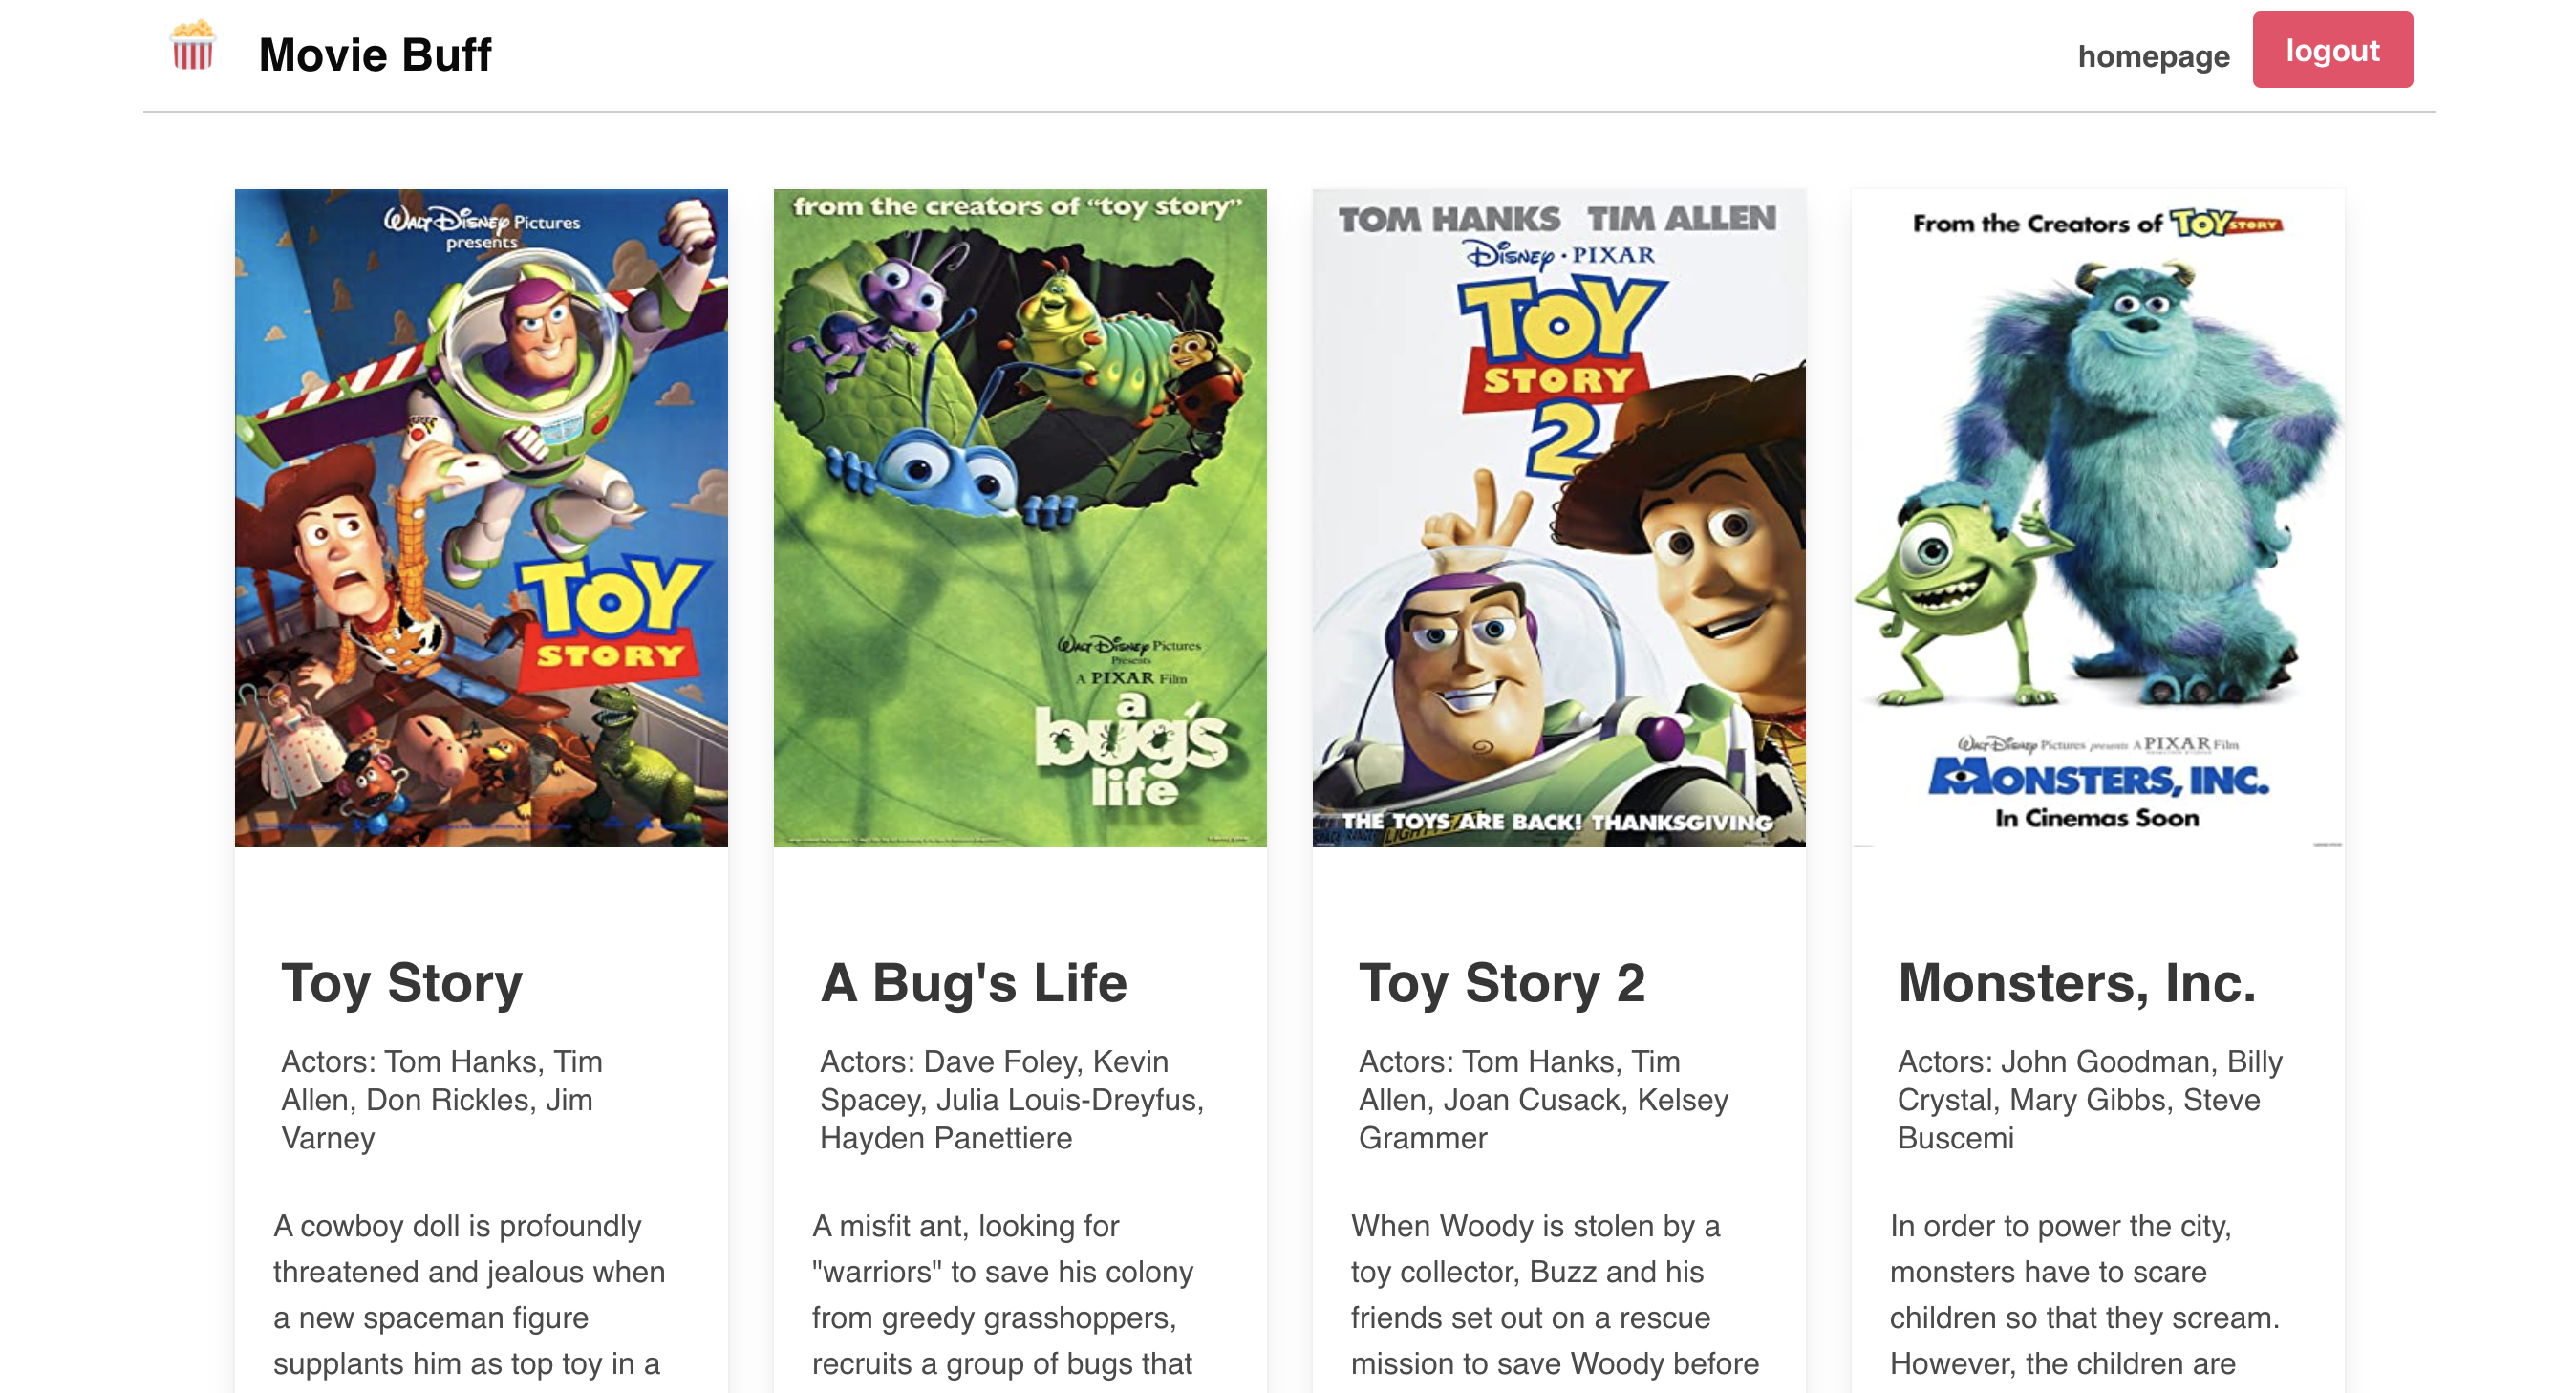 Movie Buff
homepage
logout
WALT DISNEY Pictures
presents
TOY
STORY
from the creators of "toy story"
WALT DISNEY Pictures
Presents
A PIXAR Film
a
bug's
life
TOM HANKS TIM ALLEN
DISNEY · PIXAR
TOY
STORY
2
THE TOYS ARE BACK! THANKSGIVING
From the Creators of TOY STORY
WALT DISNEY Pictures presents A PIXAR Film
MONSTERS, INC.
In Cinemas Soon
Toy Story
Actors: Tom Hanks, Tim
Allen, Don Rickles, Jim
Varney
A cowboy doll is profoundly
threatened and jealous when
a new spaceman figure
supplants him as top toy in a
A Bug's Life
Actors: Dave Foley, Kevin
Spacey, Julia Louis-Dreyfus,
Hayden Panettiere
A misfit ant, looking for
"warriors" to save his colony
from greedy grasshoppers,
recruits a group of bugs that
Toy Story 2
Actors: Tom Hanks, Tim
Allen, Joan Cusack, Kelsey
Grammer
When Woody is stolen by a
toy collector, Buzz and his
friends set out on a rescue
mission to save Woody before
Monsters, Inc.
Actors: John Goodman, Billy
Crystal, Mary Gibbs, Steve
Buscemi
In order to power the city,
monsters have to scare
children so that they scream.
However, the children are